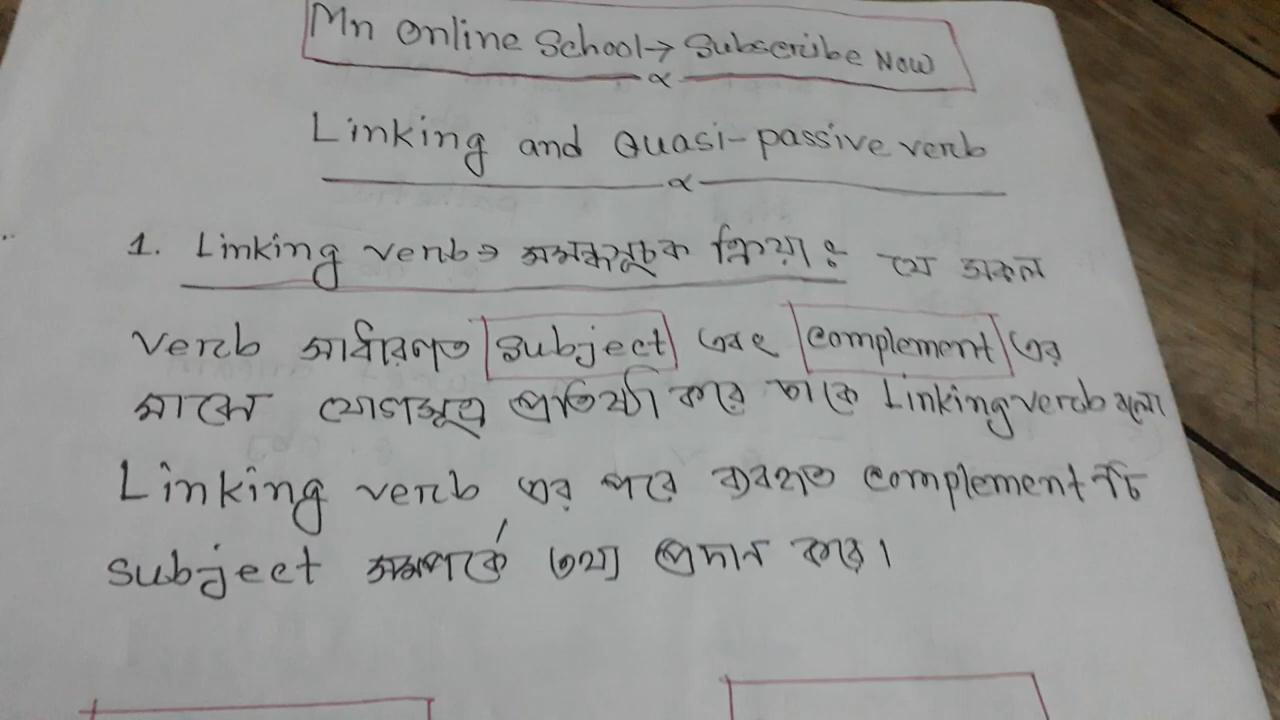 Mn Online School → Subscribe Now
Linking and Quasi-passive verb
1. Linking verb → সম্বন্ধসূচক ক্রিয়া : যে সকল
verb সাধারণত subject এবং complement এর
মাঝে যোগসূত্র প্রতিষ্ঠা করে তাকে Linking verb বলে।
Linking verb এর পরে ব্যবহৃত complement টি
subject সম্পর্কে তথ্য প্রদান করে।